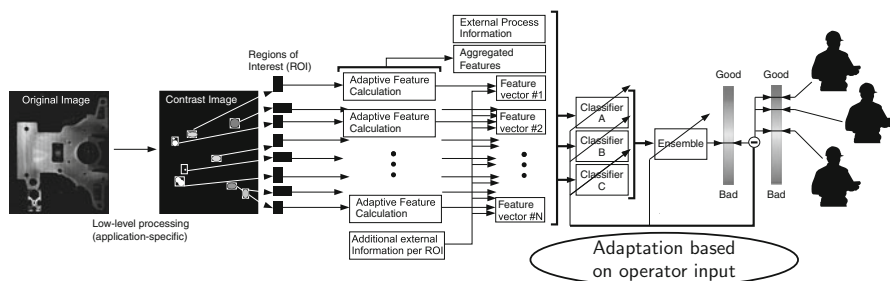 External Process
Information
Aggregated
Features
Regions of
Interest (ROI)
Original Image
Contrast Image
Adaptive Feature
Calculation
Feature
vector #1
Adaptive Feature
Calculation
Feature
vector #2
Adaptive Feature
Calculation
Feature
vector #N
Additional external
Information per ROI
Low-level processing
(application-specific)
Classifier
A
Classifier
B
Classifier
C
Ensemble
Good
Good
Bad
Bad
Adaptation based
on operator input